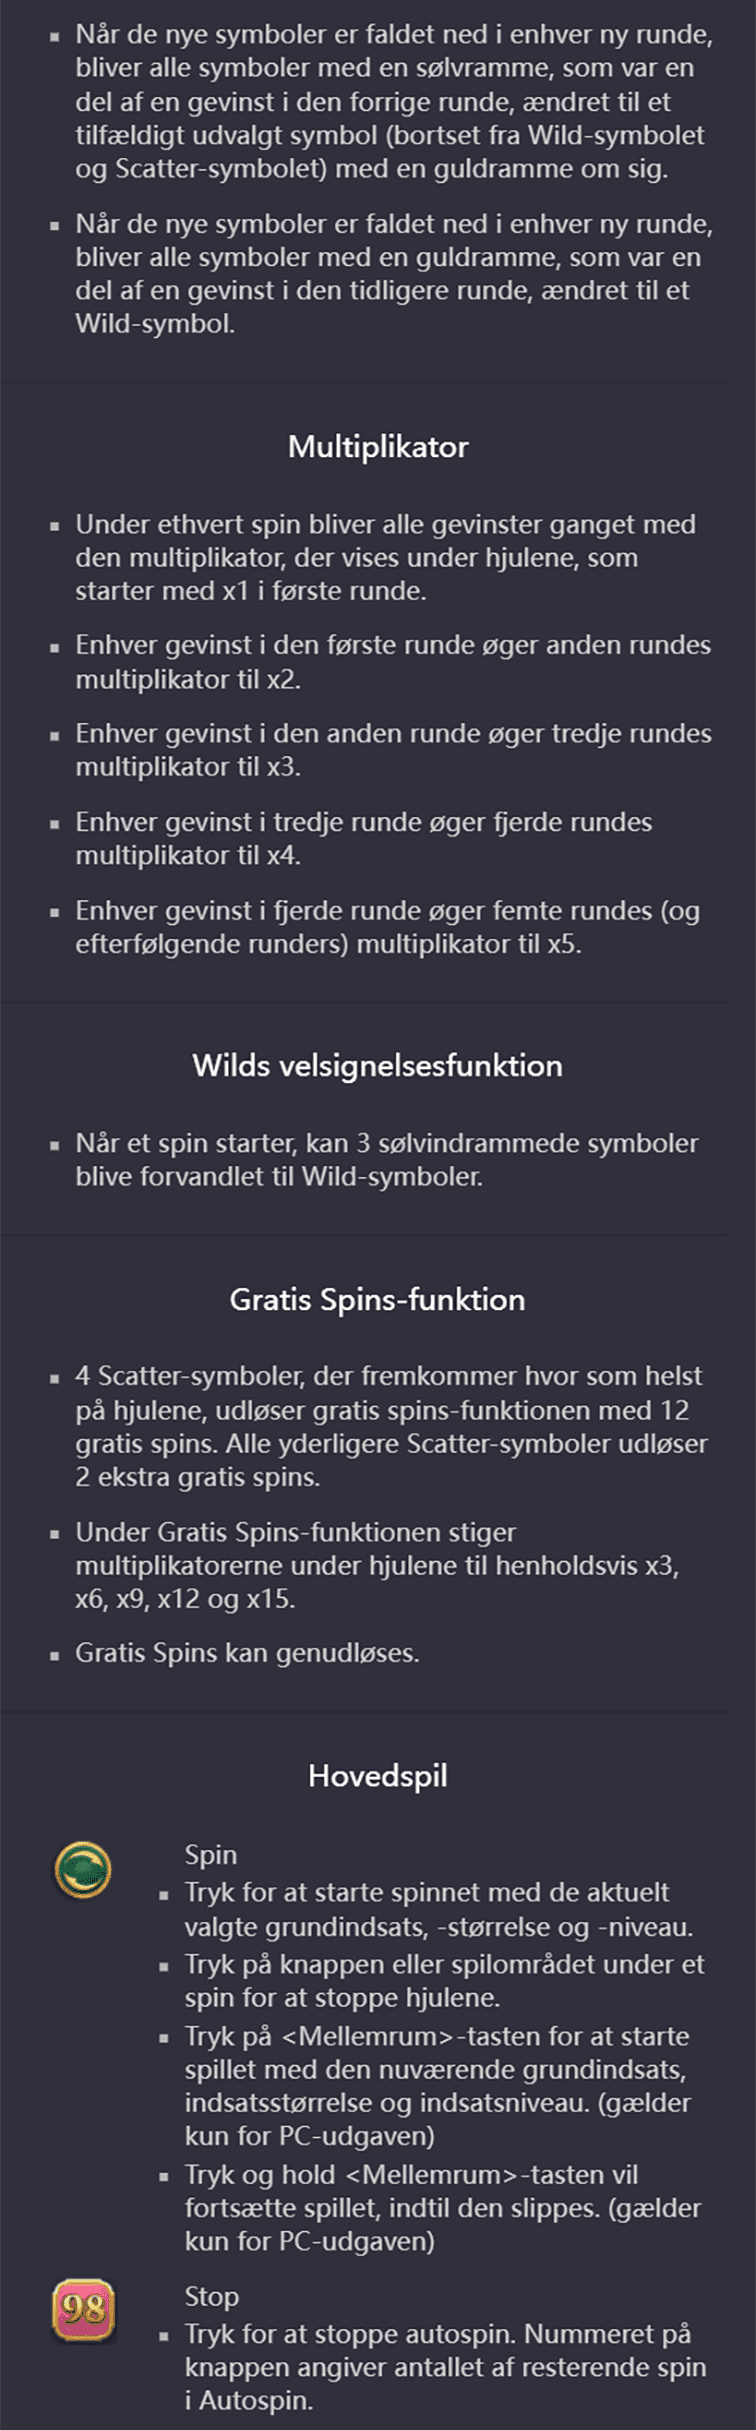 Når de nye symboler er faldet ned i enhver ny runde,
bliver alle symboler med en sølvramme, som var en
del af en gevinst i den forrige runde, ændret til et
tilfældigt udvalgt symbol (bortset fra Wild-symbolet
og Scatter-symbolet) med en guldramme om sig.
Når de nye symboler er faldet ned i enhver ny runde,
bliver alle symboler med en guldramme, som var en
del af en gevinst i den tidligere runde, ændret til et
Wild-symbol.
Multiplikator
Under ethvert spin bliver alle gevinster ganget med
den multiplikator, der vises under hjulene, som
starter med x1 i første runde.
Enhver gevinst i den første runde øger anden rundes
multiplikator til x2.
Enhver gevinst i den anden runde øger tredje rundes
multiplikator til x3.
Enhver gevinst i tredje runde øger fjerde rundes
multiplikator til x4.
Enhver gevinst i fjerde runde øger femte rundes (og
efterfølgende runders) multiplikator til x5.
Wilds velsignelsesfunktion
Når et spin starter, kan 3 sølvindrammede symboler
blive forvandlet til Wild-symboler.
Gratis Spins-funktion
4 Scatter-symboler, der fremkommer hvor som helst
på hjulene, udløser gratis spins-funktionen med 12
gratis spins. Alle yderligere Scatter-symboler udløser
2 ekstra gratis spins.
Under Gratis Spins-funktionen stiger
multiplikatorerne under hjulene til henholdsvis x3,
x6, x9, x12 og x15.
Gratis Spins kan genudløses.
Hovedspil
Spin
Tryk for at starte spinnet med de aktuelt
valgte grundindsats, -størrelse og -niveau.
Tryk på knappen eller spilområdet under et
spin for at stoppe hjulene.
Tryk på <Mellemrum>-tasten for at starte
spillet med den nuværende grundindsats,
indsatsstørrelse og indsatsniveau. (gælder
kun for PC-udgaven)
Tryk og hold <Mellemrum>-tasten vil
fortsætte spillet, indtil den slippes. (gælder
kun for PC-udgaven)
98
Stop
Tryk for at stoppe autospin. Nummeret på
knappen angiver antallet af resterende spin
i Autospin.